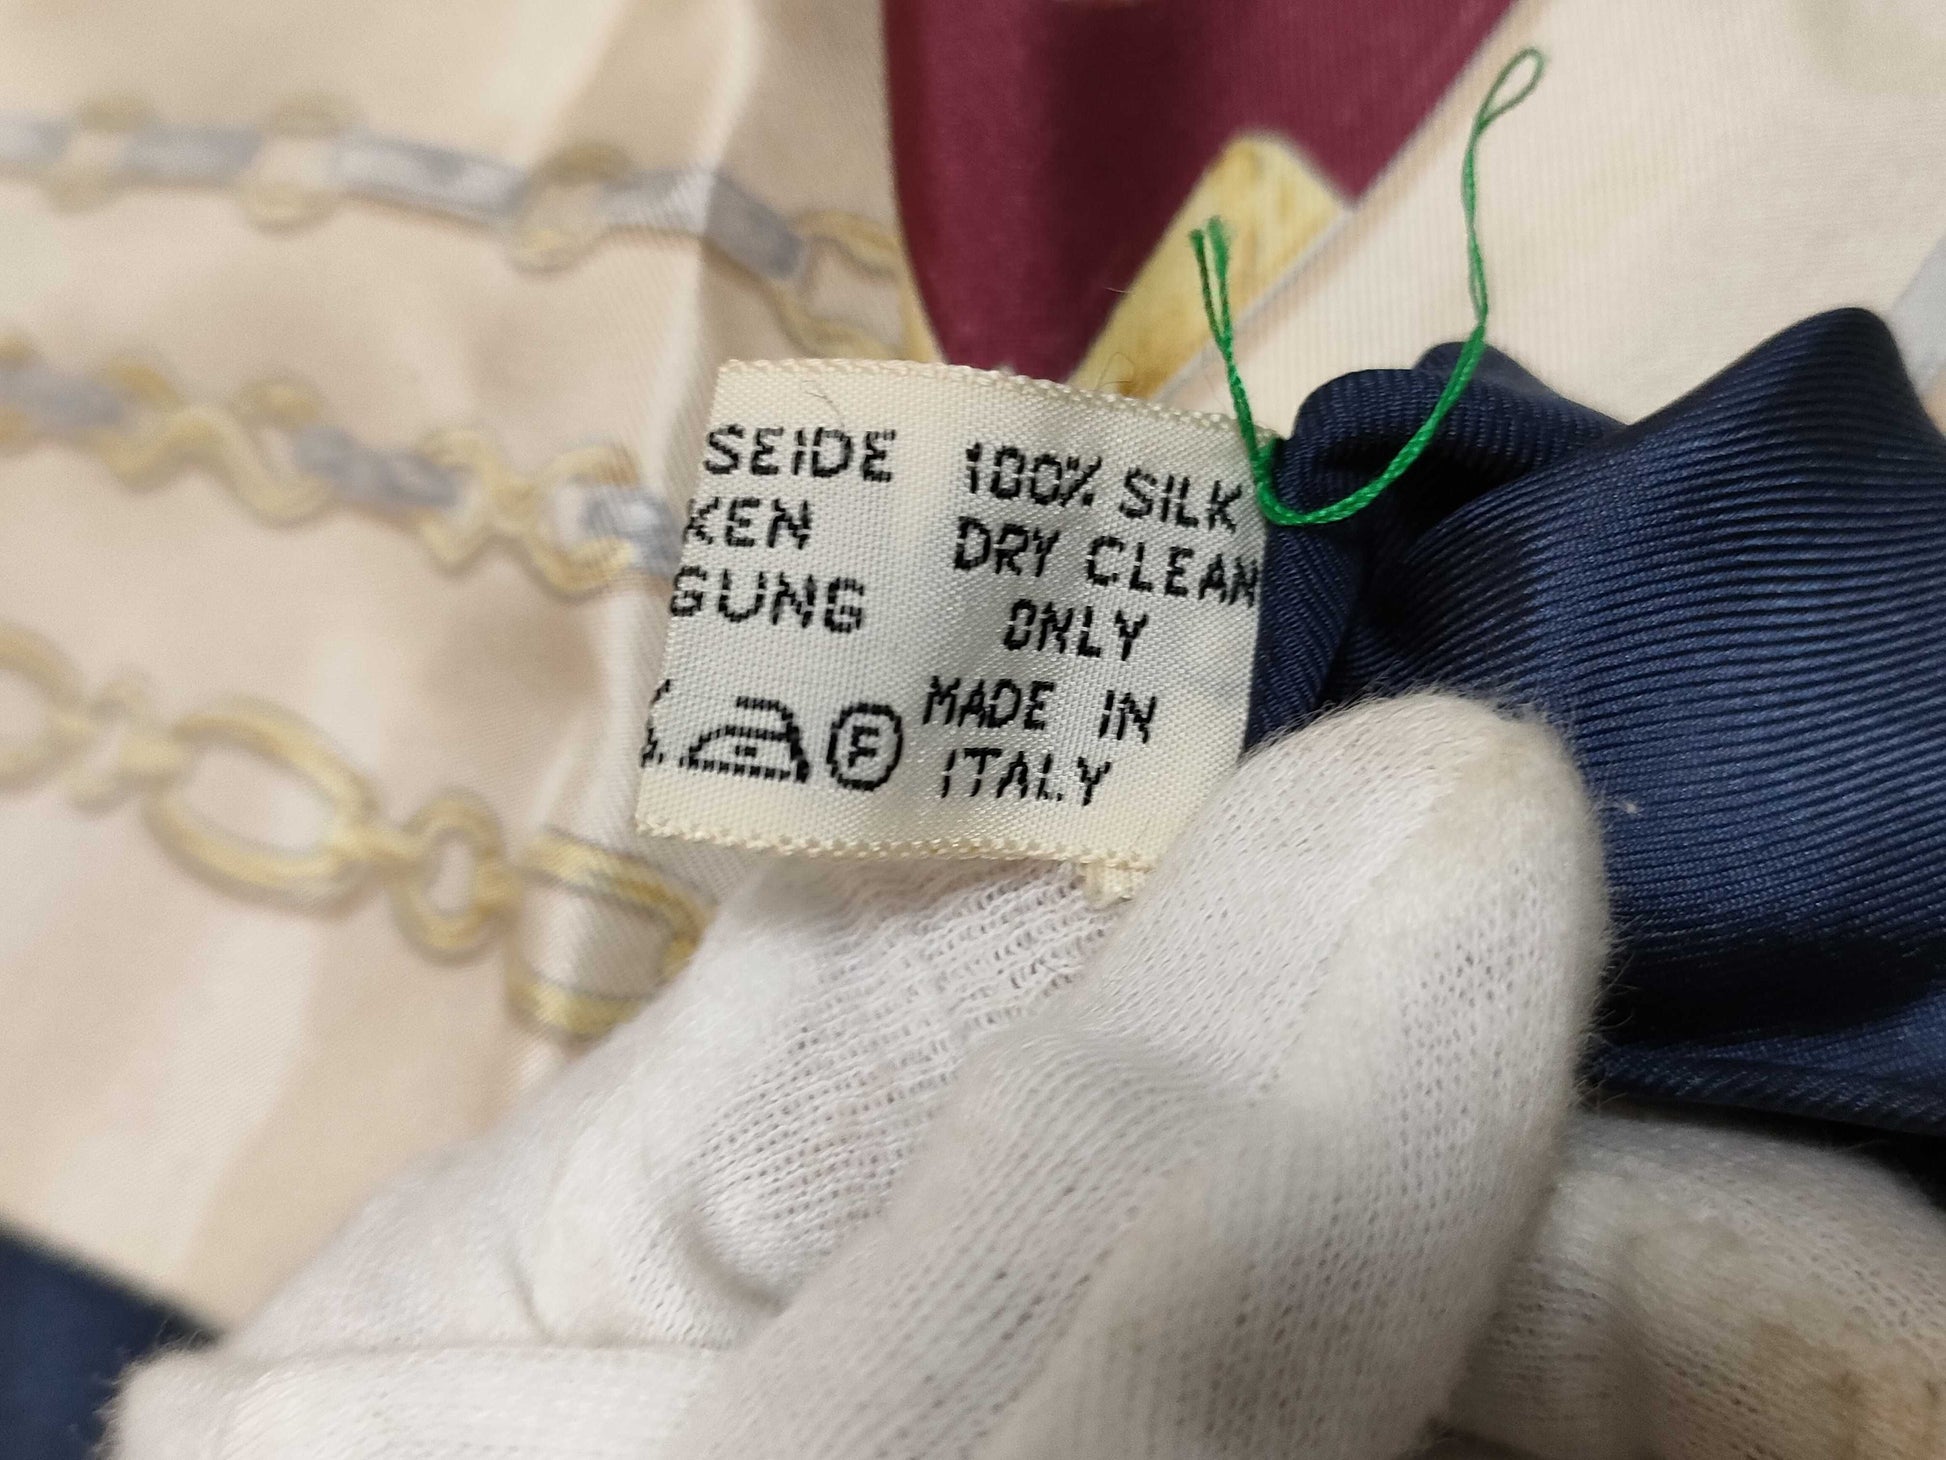 SEIDE
KEN
GUNG
F
100% SILK
DRY CLEAN
ONLY
MADE IN
ITALY